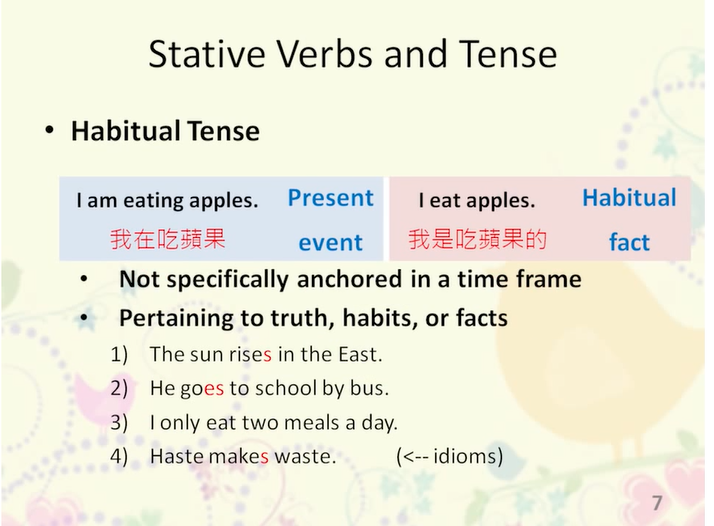 Stative Verbs and Tense
• Habitual Tense
I am eating apples. Present
我在吃蘋果 event
I eat apples. Habitual
我是吃蘋果的 fact
• Not specifically anchored in a time frame
• Pertaining to truth, habits, or facts
1) The sun rises in the East.
2) He goes to school by bus.
3) I only eat two meals a day.
4) Haste makes waste. (<-- idioms)
7